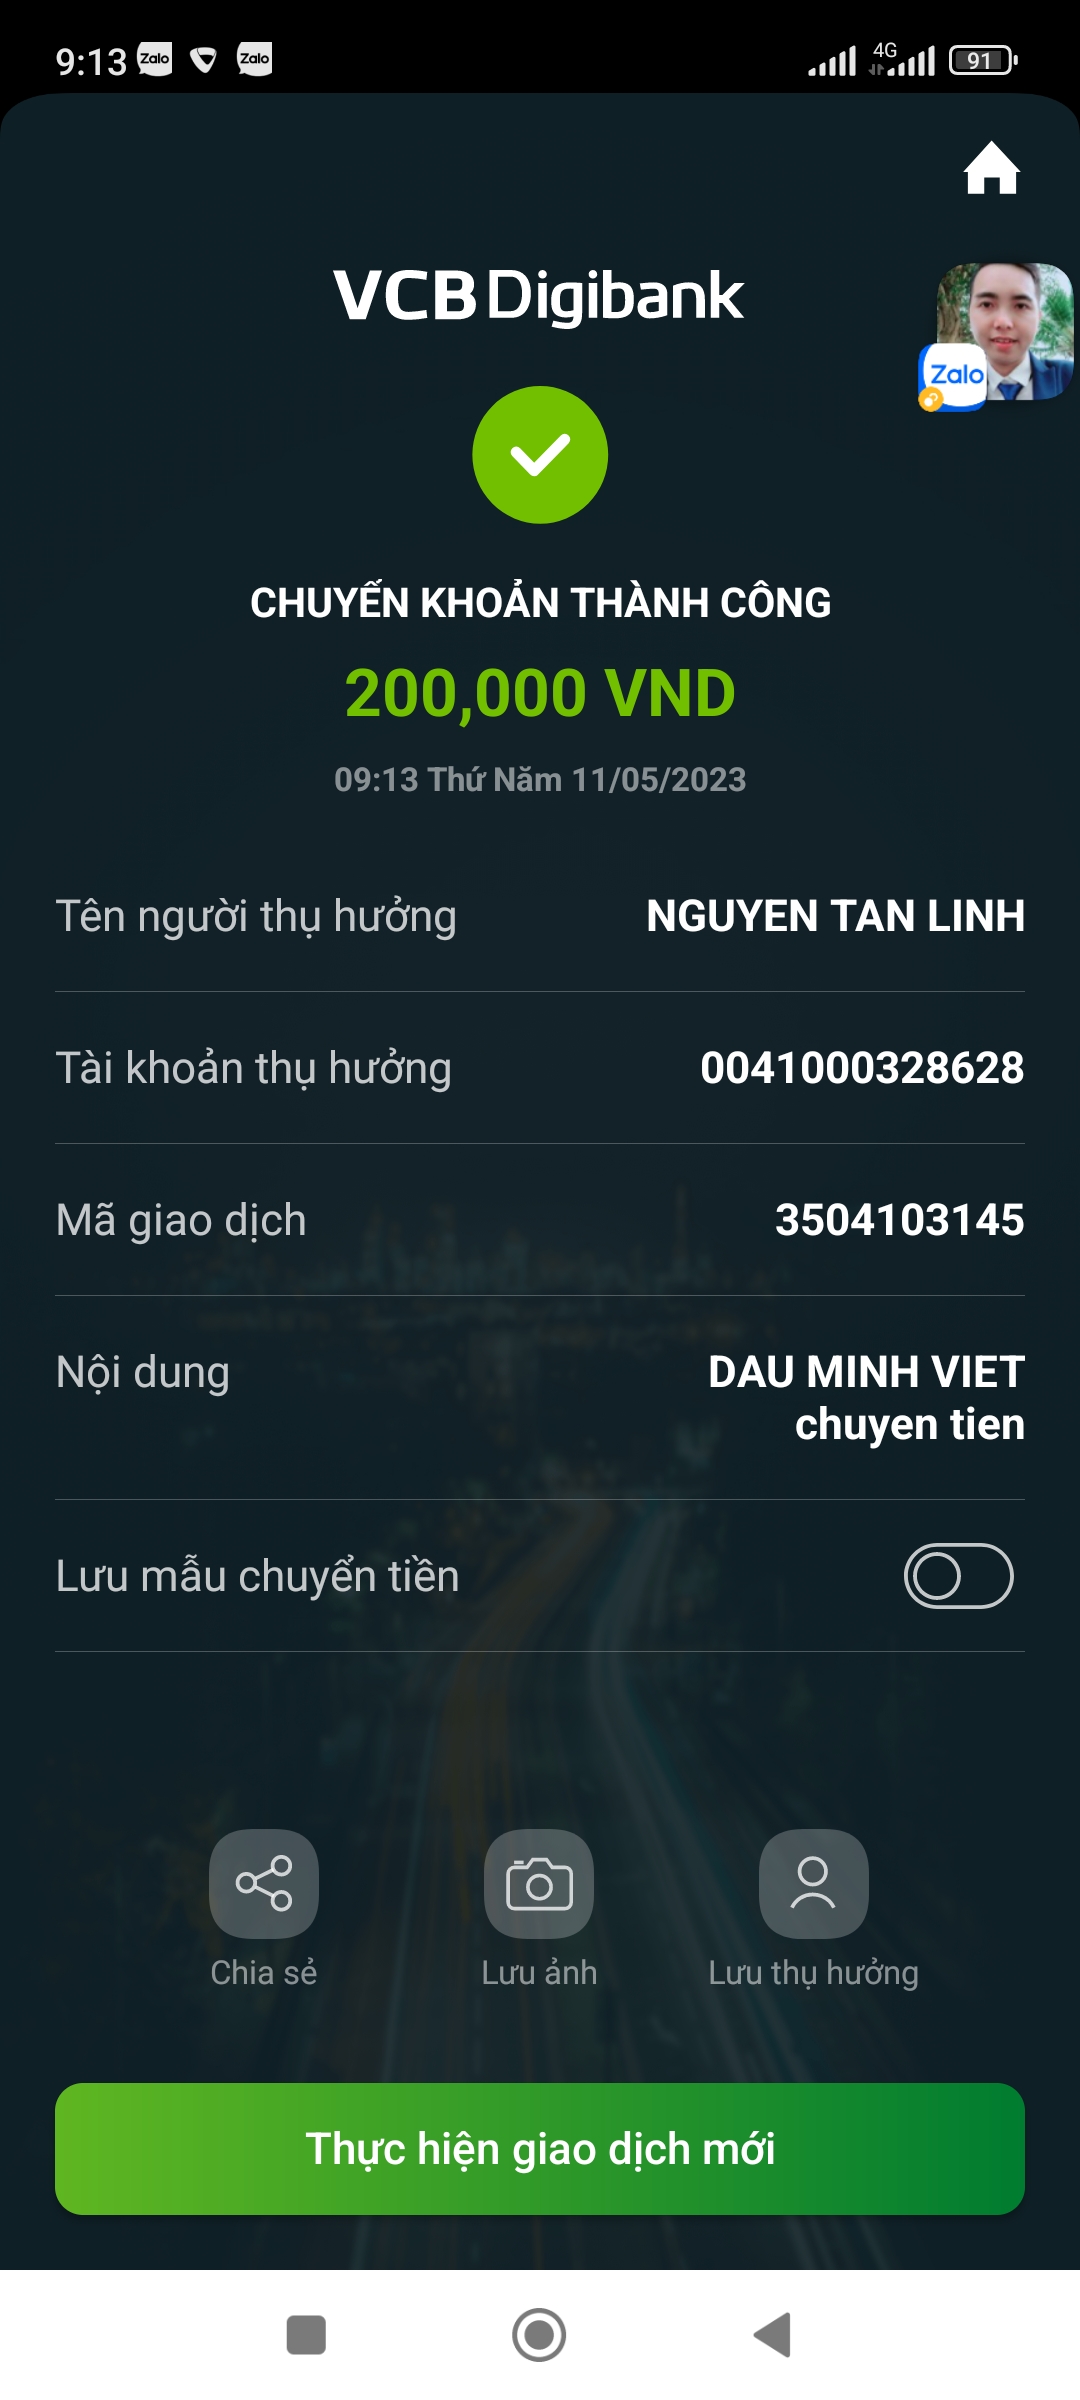 9:13 Zalo Zalo 4G 91
VCB Digibank
Zalo
CHUYỂN KHOẢN THÀNH CÔNG
200,000 VND
09:13 Thứ Năm 11/05/2023
Tên người thụ hưởng NGUYEN TAN LINH
Tài khoản thụ hưởng 0041000328628
Mã giao dịch 3504103145
Nội dung DAU MINH VIET
chuyen tien
Lưu mẫu chuyển tiền
Chia sẻ Lưu ảnh Lưu thụ hưởng
Thực hiện giao dịch mới